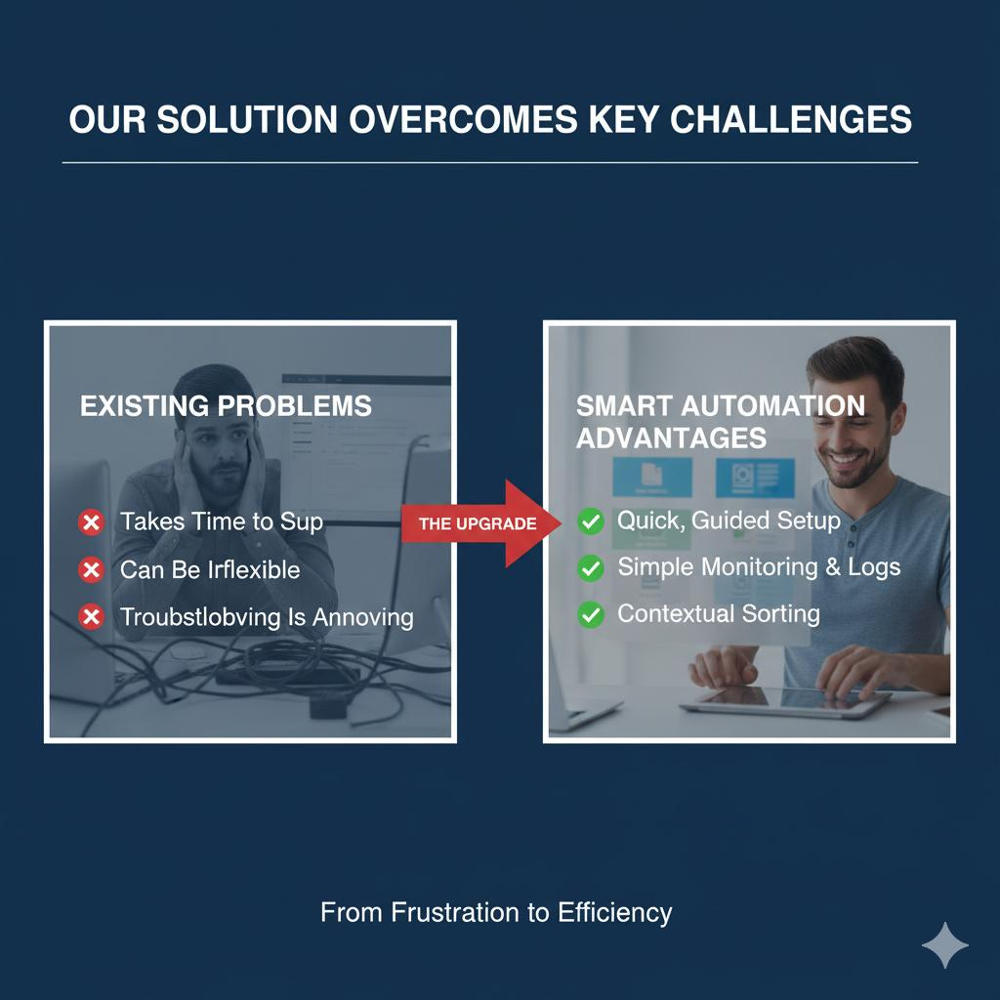 OUR SOLUTION OVERCOMES KEY CHALLENGES
EXISTING PROBLEMS
Takes Time to Sup
Can Be Irflexible
Troubstlobving Is Annoving
THE UPGRADE
SMART AUTOMATION
ADVANTAGES
Quick, Guided Setup
Simple Monitoring & Logs
Contextual Sorting
From Frustration to Efficiency